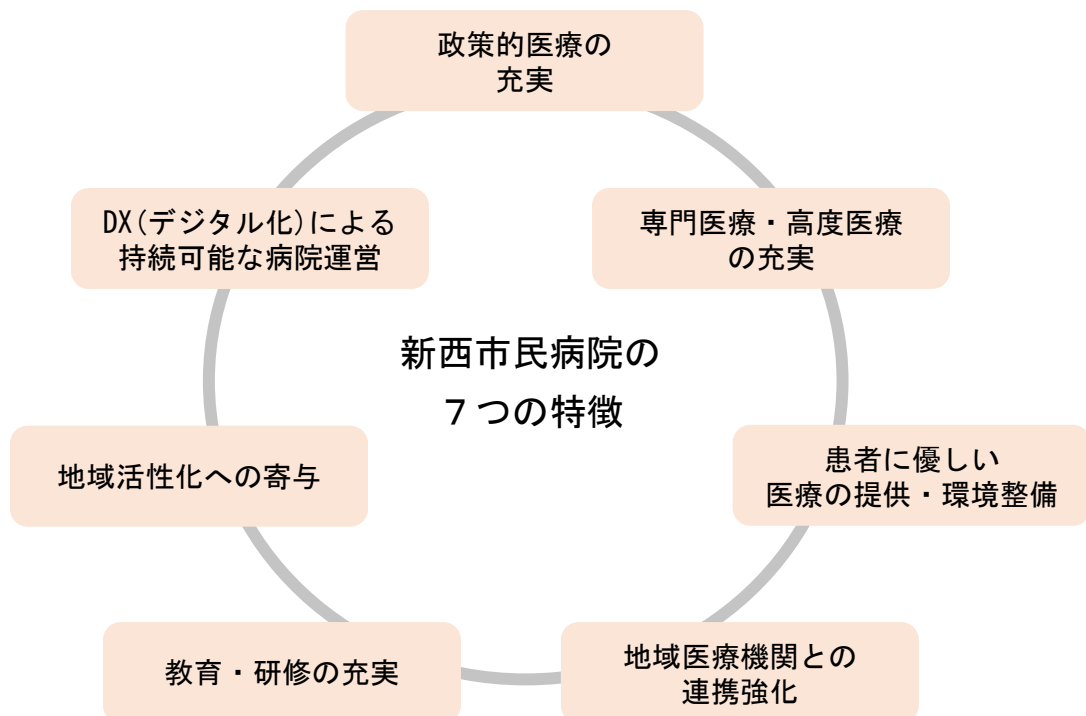 政策的医療の
充実
専門医療・高度医療
の充実
患者に優しい
医療の提供・環境整備
地域医療機関との
連携強化
教育・研修の充実
地域活性化への寄与
DX(デジタル化)による
持続可能な病院運営
新西市民病院の
7つの特徴